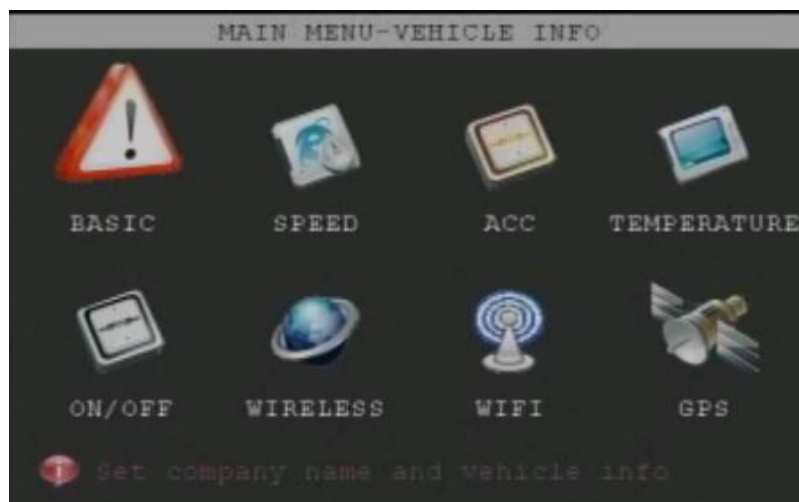 MAIN MENU-VEHICLE INFO
BASIC SPEED ACC TEMPERATURE
ON/OFF WIRELESS WIFI GPS
Set company name and vehicle info